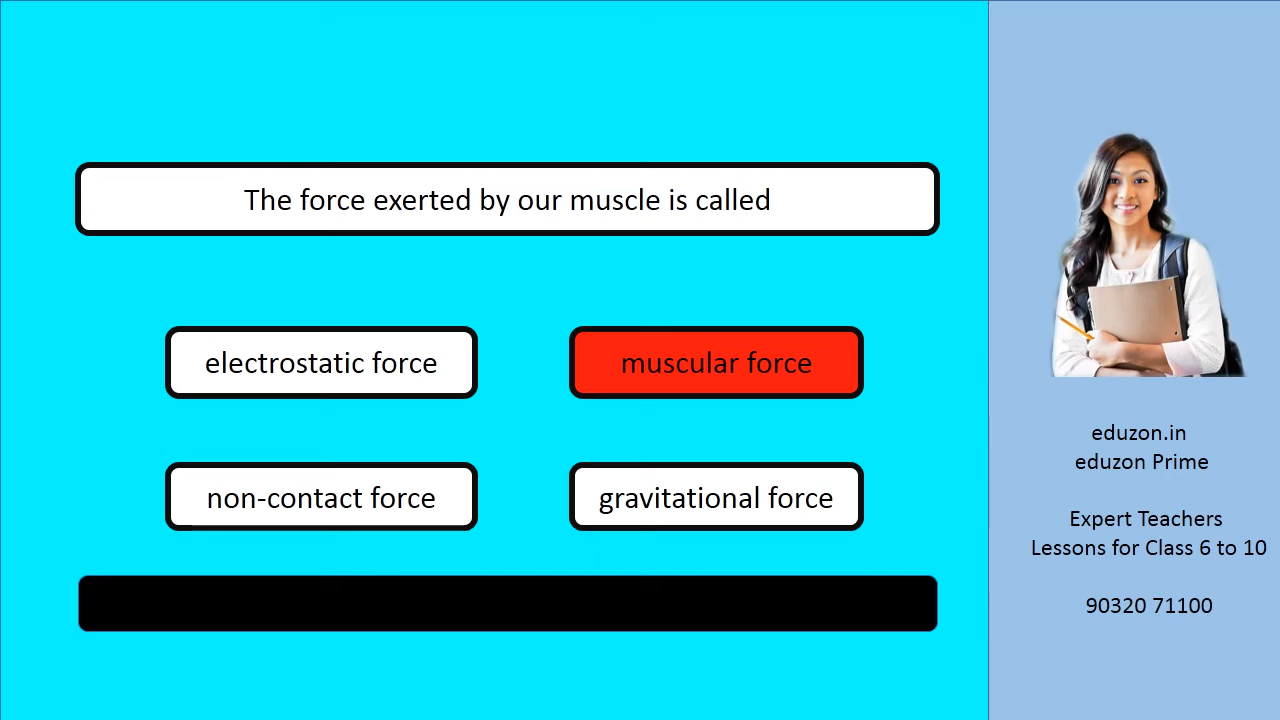 The force exerted by our muscle is called
electrostatic force
muscular force
non-contact force
gravitational force
eduzon.in
eduzon Prime
Expert Teachers
Lessons for Class 6 to 10
90320 71100